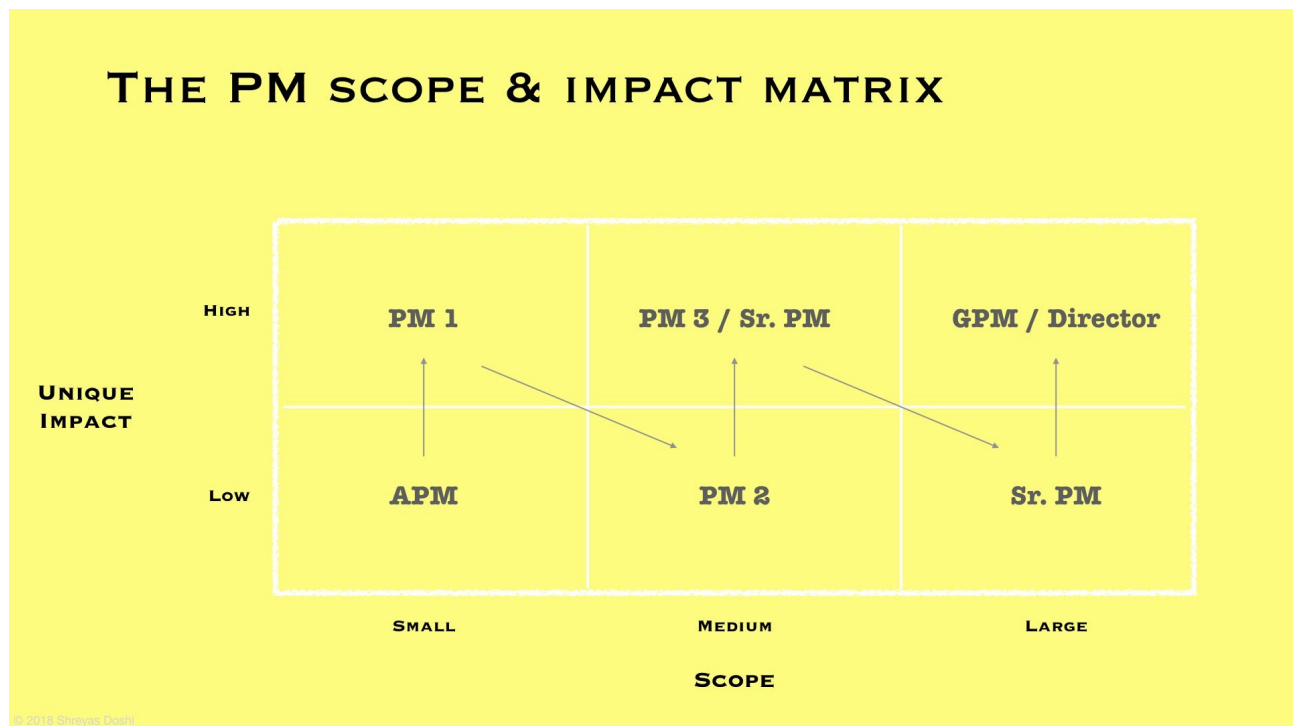 The PM scope & impact matrix
High
PM 1
PM 3 / Sr. PM
GPM / Director
Unique
Impact
Low
APM
PM 2
Sr. PM
Small
Medium
Large
Scope
© 2018 Shreyas Doshi